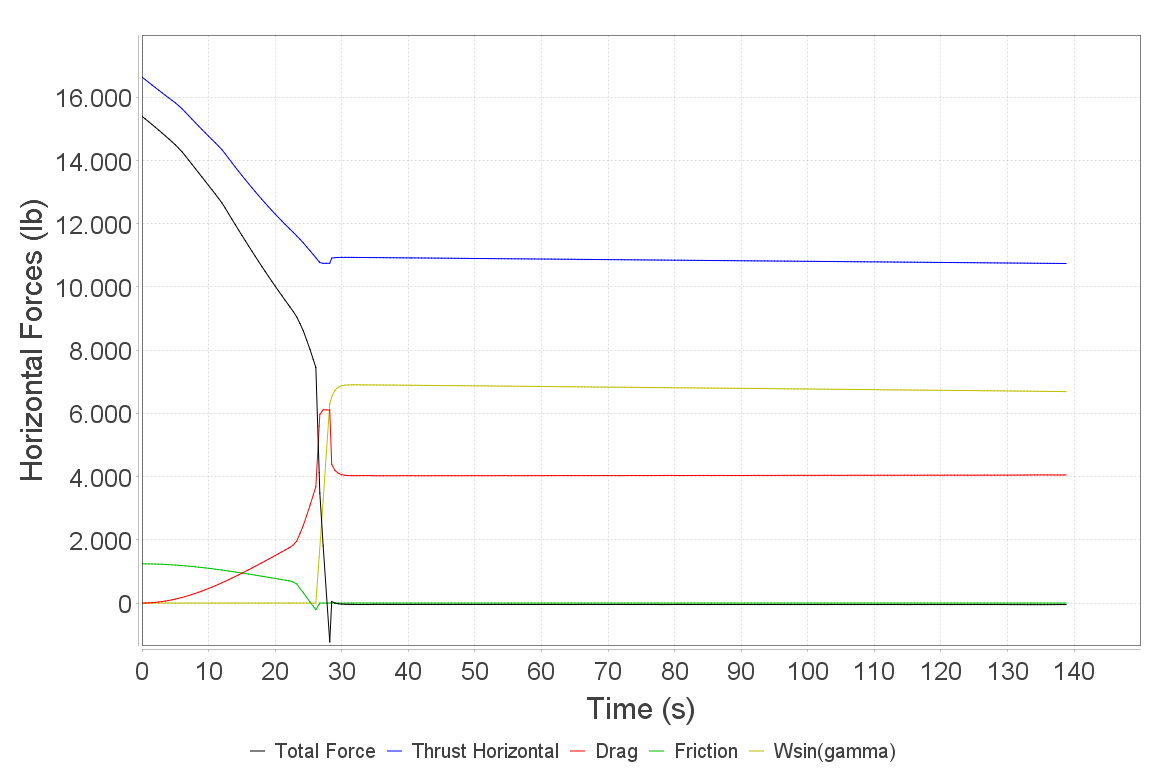 Horizontal Forces (lb)
16.000
14.000
12.000
10.000
8.000
6.000
4.000
2.000
0
0 10 20 30 40 50 60 70 80 90 100 110 120 130 140
Time (s)
Total Force Thrust Horizontal Drag Friction Wsin(gamma)